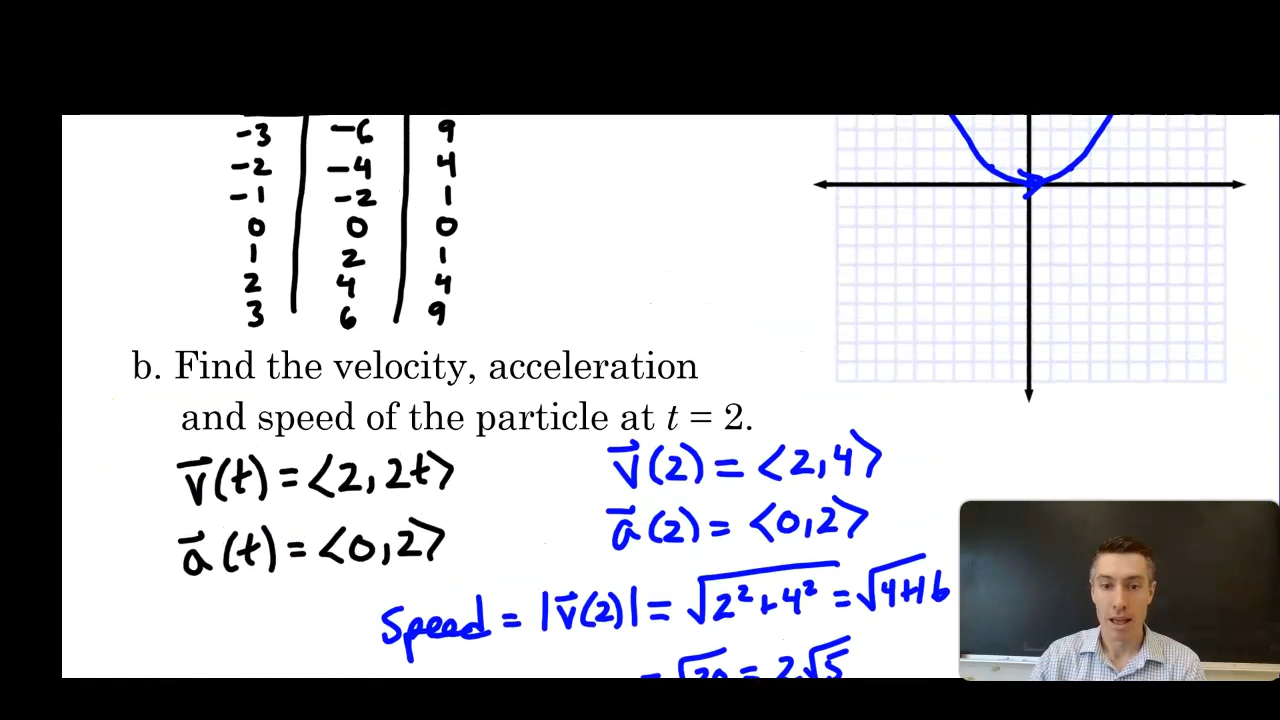 -3 -6 9
-2 -4 4
-1 -2 1
0 0 0
1 2 1
2 4 4
3 6 9
b. Find the velocity, acceleration
and speed of the particle at t = 2.
v⃗(t) = ⟨2, 2t⟩
a⃗(t) = ⟨0, 2⟩
v⃗(2) = ⟨2, 4⟩
a⃗(2) = ⟨0, 2⟩
Speed = |v⃗(2)| = √(2² + 4²) = √(4+16)
= √20 = 2√5